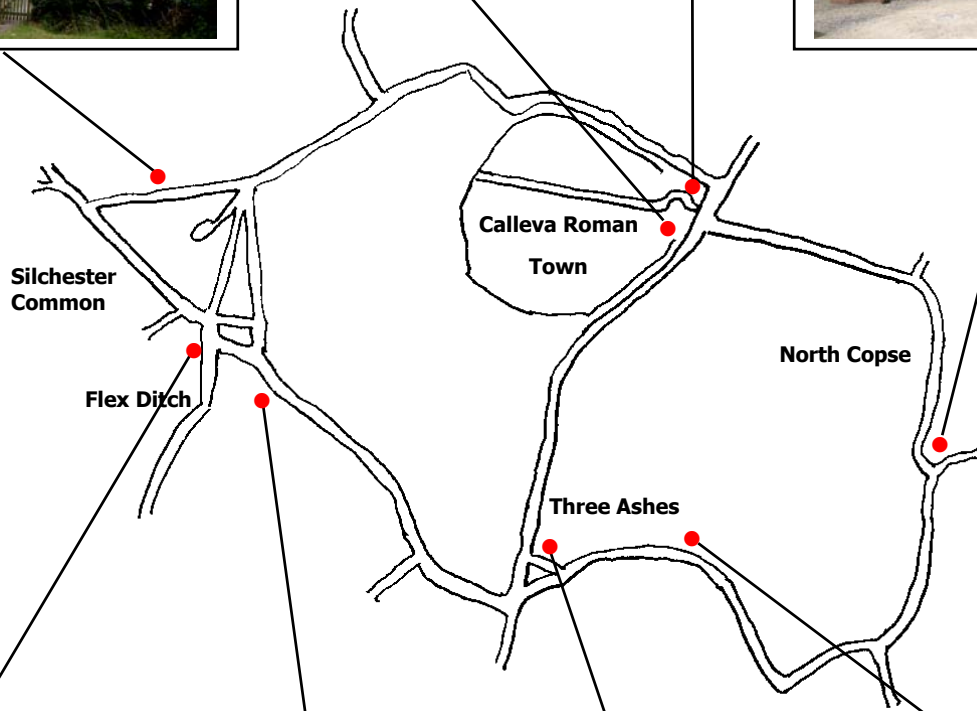 Calleva Roman
Town
Silchester
Common
North Copse
Flex Ditch
Three Ashes